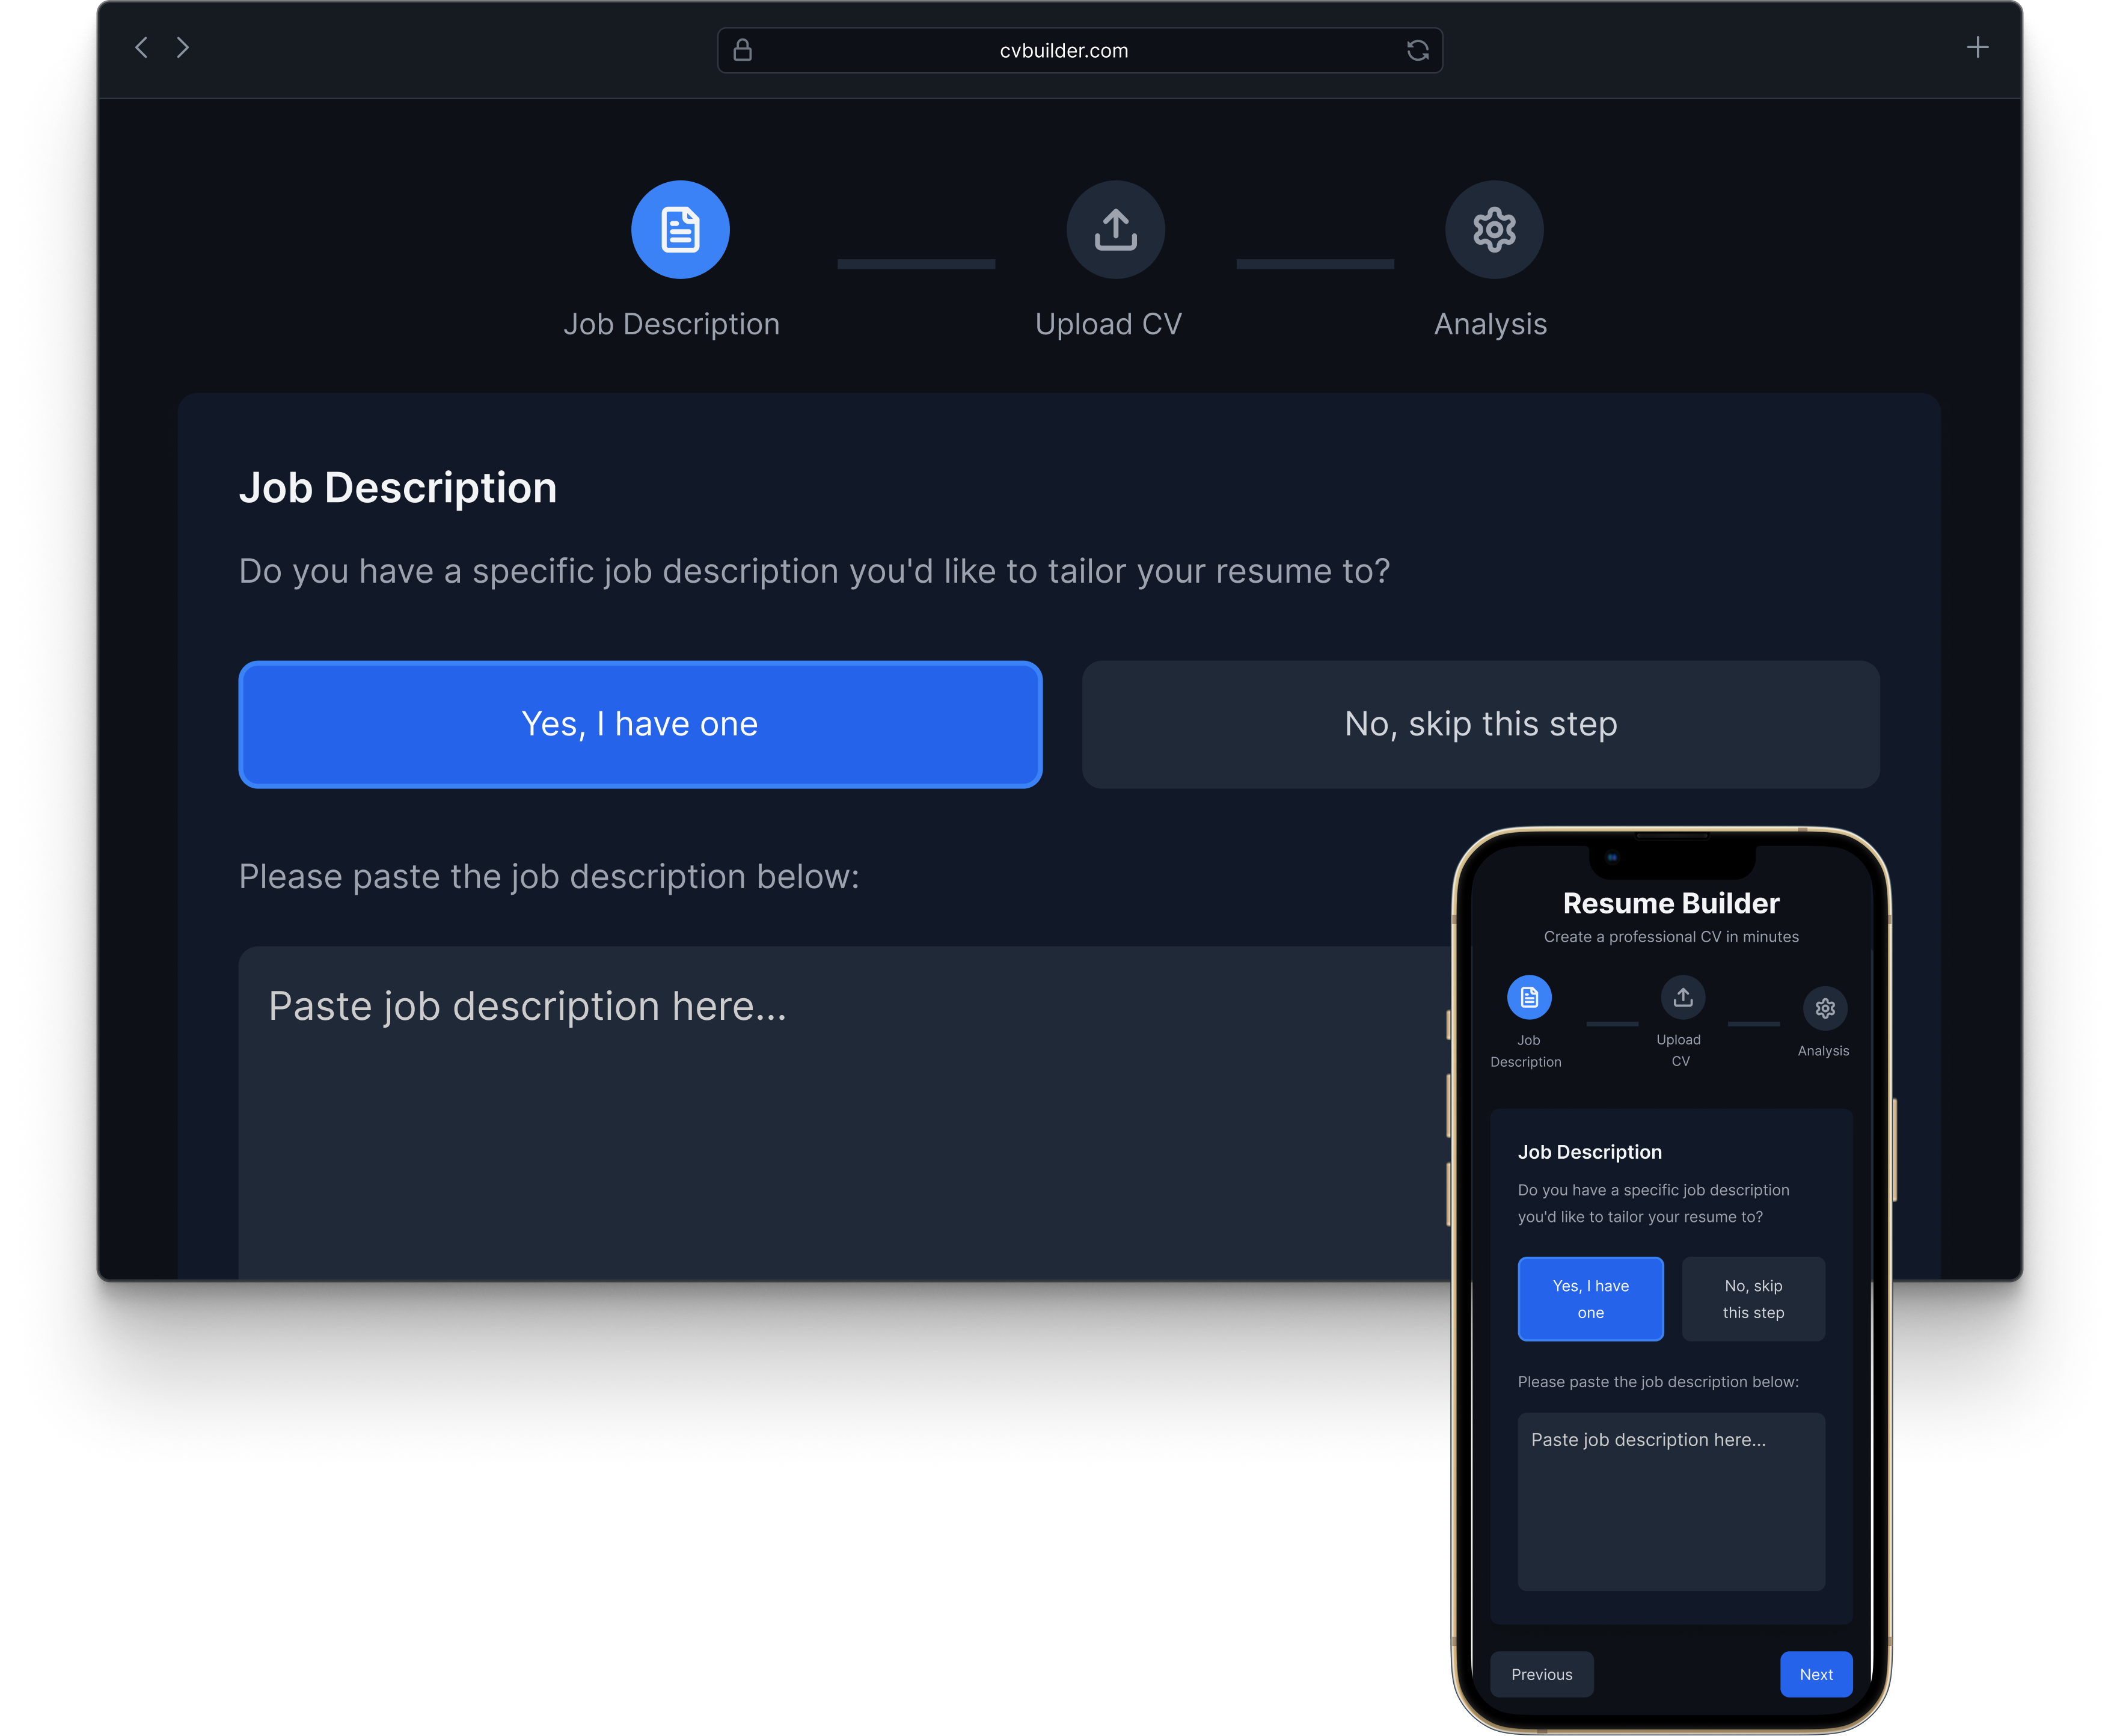 cvbuilder.com
Job Description
Upload CV
Analysis
Job Description
Do you have a specific job description you'd like to tailor your resume to?
Yes, I have one
No, skip this step
Please paste the job description below:
Paste job description here...
Resume Builder
Create a professional CV in minutes
Job
Description
Upload
CV
Analysis
Job Description
Do you have a specific job description
you'd like to tailor your resume to?
Yes, I have
one
No, skip
this step
Please paste the job description below:
Paste job description here...
Previous
Next